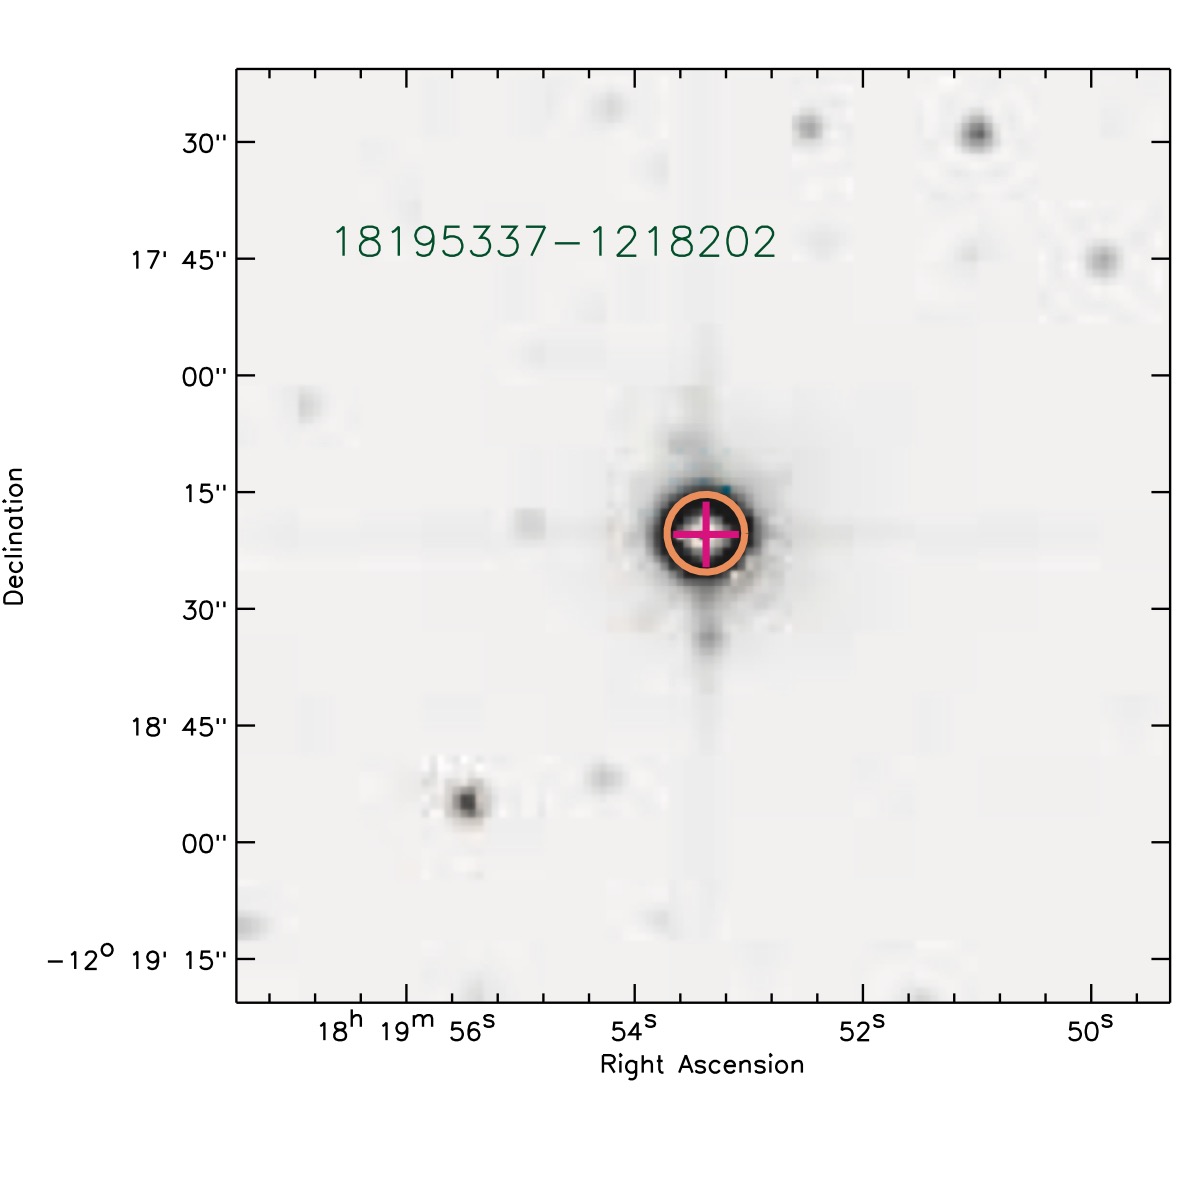 30''
18195337-1218202
17' 45''
00''
15''
30''
18' 45''
00''
-12° 19' 15''
18ʰ 19ᵐ 56ˢ 54ˢ 52ˢ 50ˢ
Right Ascension
Declination